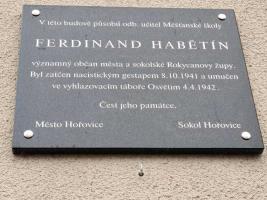 V této budově působil odb. učitel Měšťanské školy
FERDINAND HABĚTÍN
významný občan města a sokolské Rokycanovy župy.
Byl zatčen nacistickým gestapem 8.10.1941 a umučen
ve vyhlazovacím táboře Osvětim 4.4.1942.
Čest jeho památce.
Město Hořovice Sokol Hořovice